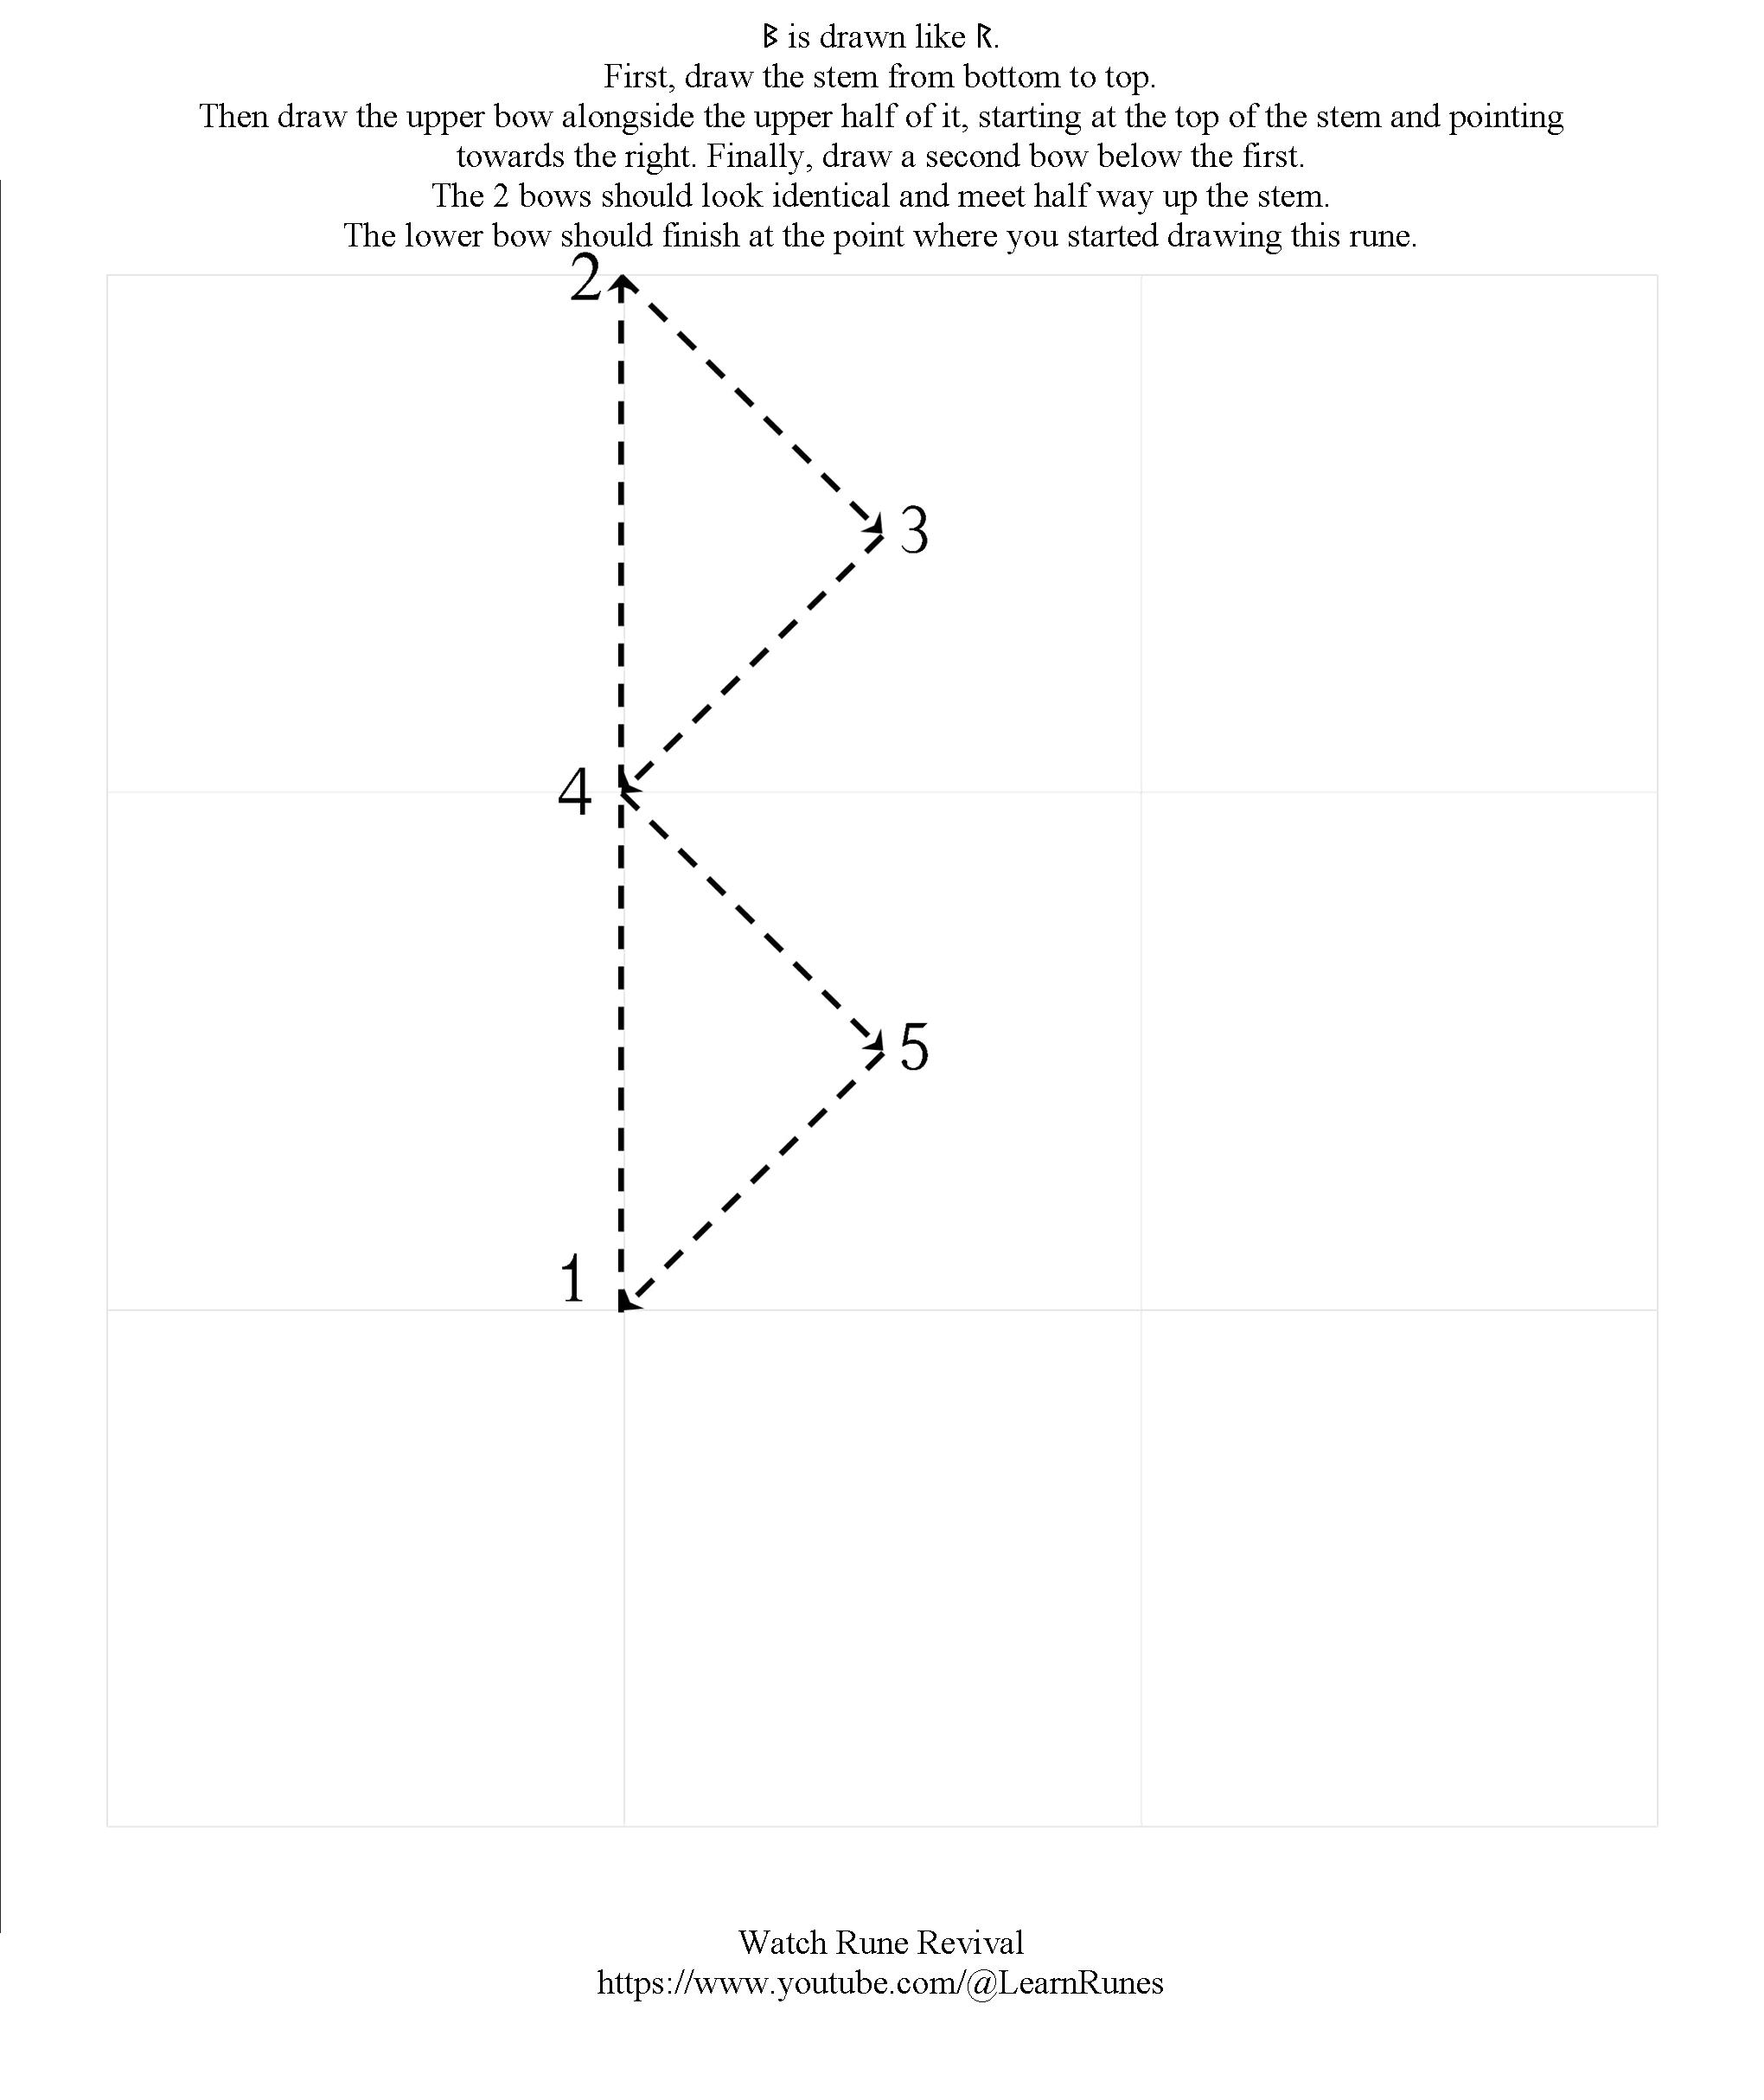 ᛒ is drawn like ᚱ.
First, draw the stem from bottom to top.
Then draw the upper bow alongside the upper half of it, starting at the top of the stem and pointing
towards the right. Finally, draw a second bow below the first.
The 2 bows should look identical and meet half way up the stem.
The lower bow should finish at the point where you started drawing this rune.
2
3
4
5
1
Watch Rune Revival
https://www.youtube.com/@LearnRunes